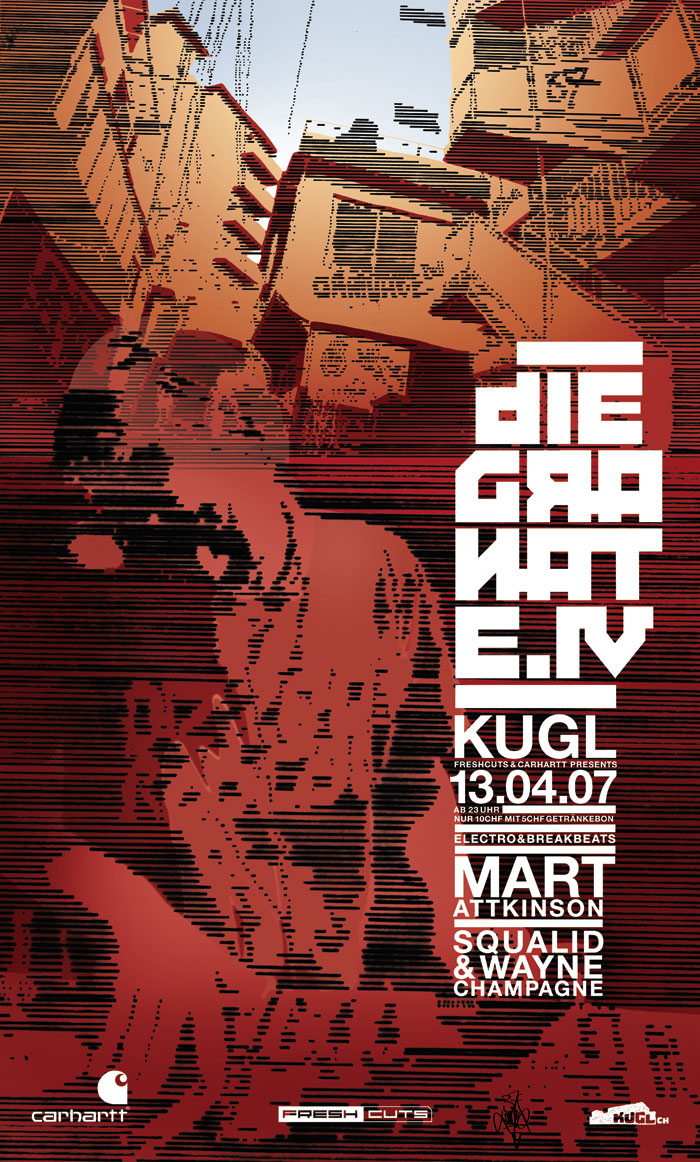 dIE
GRA
NAT
E.IV
KUGL
FRESHCUTS & CARHARTT PRESENTS
13.04.07
AB 23 UHR
NUR 10CHF MIT 5CHF GETRÄNKEBON
ELECTRO&BREAKBEATS
MART
ATTKINSON
SQUALID
& WAYNE
CHAMPAGNE
carhartt
FRESH CUTS
KUGL.CH